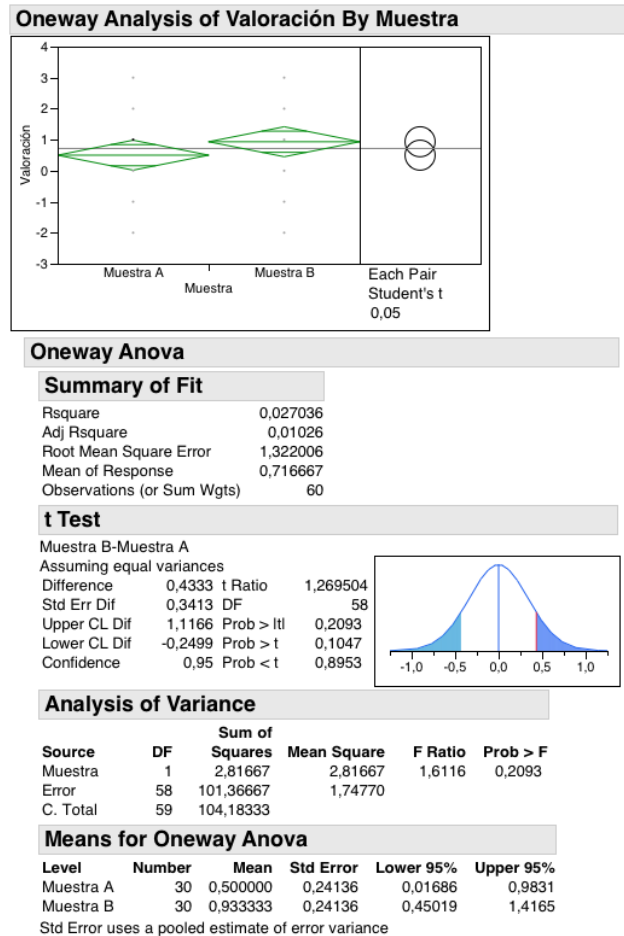 Oneway Analysis of Valoración By Muestra
4
3
2
1
0
-1
-2
-3
Valoración
Muestra A Muestra B
Muestra
Each Pair
Student's t
0,05
Oneway Anova
Summary of Fit
Rsquare 0,027036
Adj Rsquare 0,01026
Root Mean Square Error 1,322006
Mean of Response 0,716667
Observations (or Sum Wgts) 60
t Test
Muestra B-Muestra A
Assuming equal variances
Difference 0,4333 t Ratio 1,269504
Std Err Dif 0,3413 DF 58
Upper CL Dif 1,1166 Prob > |t| 0,2093
Lower CL Dif -0,2499 Prob > t 0,1047
Confidence 0,95 Prob < t 0,8953
-1,0 -0,5 0,0 0,5 1,0
Analysis of Variance
Sum of
Source DF Squares Mean Square F Ratio Prob > F
Muestra 1 2,81667 2,81667 1,6116 0,2093
Error 58 101,36667 1,74770
C. Total 59 104,18333
Means for Oneway Anova
Level Number Mean Std Error Lower 95% Upper 95%
Muestra A 30 0,500000 0,24136 0,01686 0,9831
Muestra B 30 0,933333 0,24136 0,45019 1,4165
Std Error uses a pooled estimate of error variance